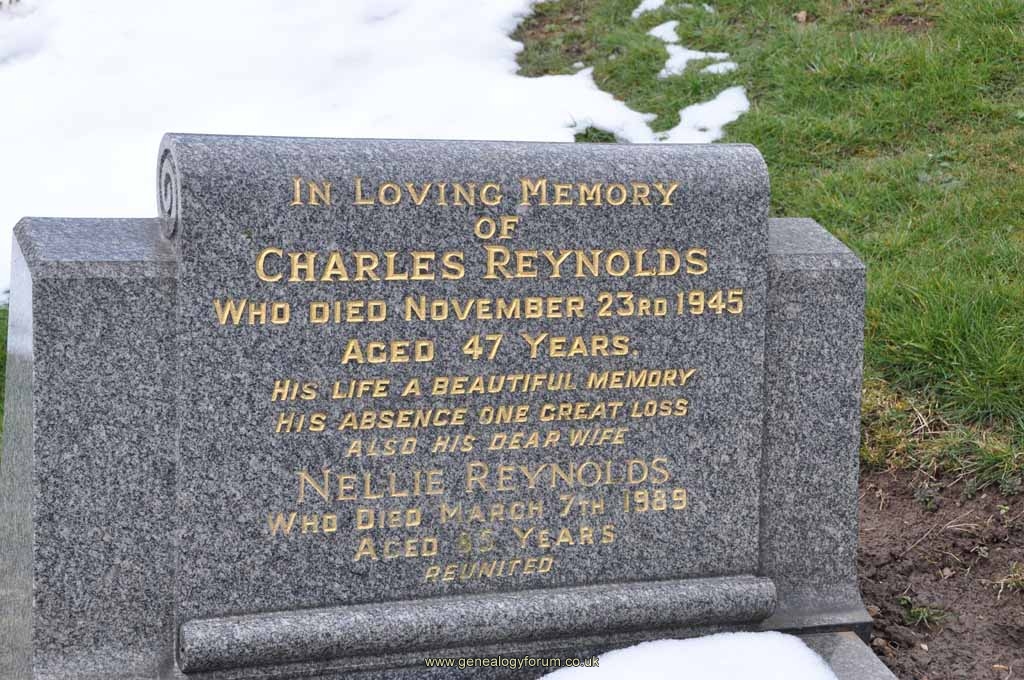 IN LOVING MEMORY
OF
CHARLES REYNOLDS
WHO DIED NOVEMBER 23RD 1945
AGED 47 YEARS.
HIS LIFE A BEAUTIFUL MEMORY
HIS ABSENCE ONE GREAT LOSS
ALSO HIS DEAR WIFE
NELLIE REYNOLDS
WHO DIED MARCH 7TH 1989
AGED YEARS
REUNITED
www.genealogyforum.co.uk